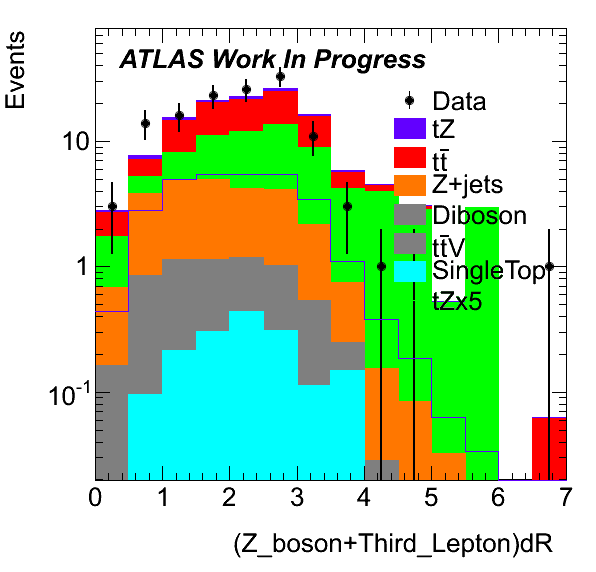 Events
ATLAS Work In Progress
Data
tZ
tt̄
Z+jets
Diboson
tt̄V
SingleTop
tZx5
10
1
10⁻¹
0 1 2 3 4 5 6 7
(Z_boson+Third_Lepton)dR